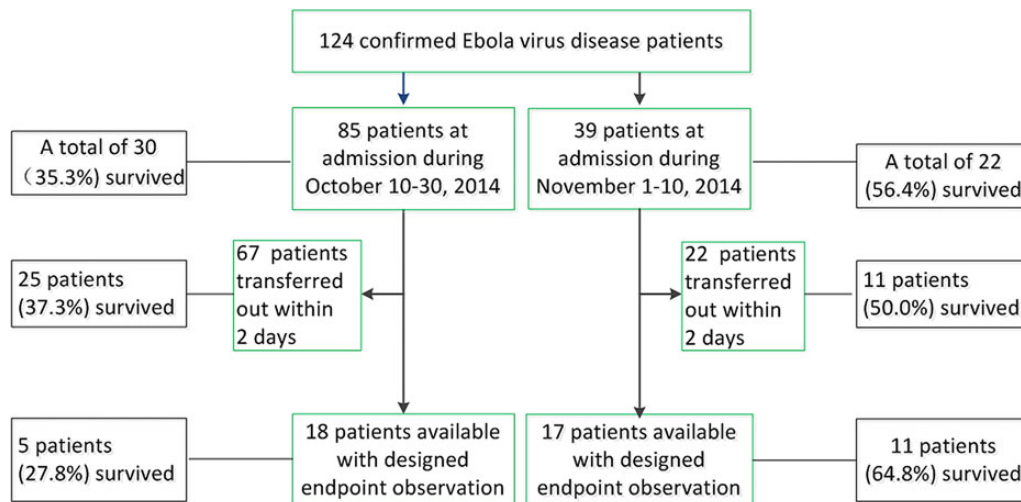 124 confirmed Ebola virus disease patients
A total of 30
（35.3%) survived
85 patients at
admission during
October 10-30, 2014
39 patients at
admission during
November 1-10, 2014
A total of 22
(56.4%) survived
25 patients
(37.3%) survived
67 patients
transferred
out within
2 days
22 patients
transferred
out within
2 days
11 patients
(50.0%) survived
5 patients
(27.8%) survived
18 patients available
with designed
endpoint observation
17 patients available
with designed
endpoint observation
11 patients
(64.8%) survived